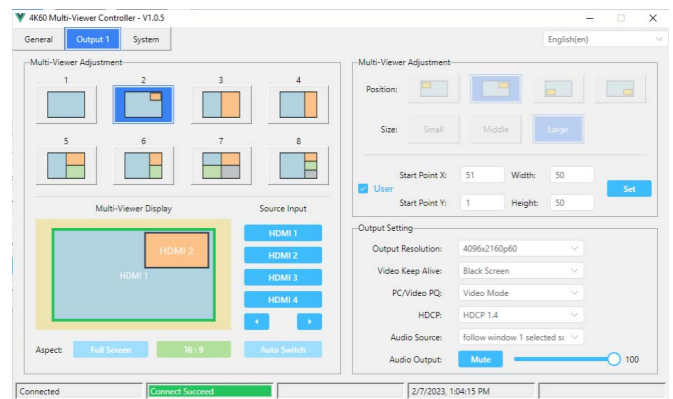 4K60 Multi-Viewer Controller - V1.0.5
General Output 1 System English(en)
Multi-Viewer Adjustment
1 2 3 4
5 6 7 8
Multi-Viewer Display Source Input
HDMI 1
HDMI 2
HDMI 1
HDMI 2
HDMI 3
HDMI 4
Aspect: Full Screen 16 : 9 Auto Switch
Multi-Viewer Adjustment
Position:
Size: Small Middle Large
User
Start Point X: 51 Width: 50
Start Point Y: 1 Height: 50
Set
Output Setting
Output Resolution: 4096x2160p60
Video Keep Alive: Black Screen
PC/Video PQ: Video Mode
HDCP: HDCP 1.4
Audio Source: follow window 1 selected sc
Audio Output: Mute 100
Connected Connect Succeed 2/7/2023, 1:04:15 PM